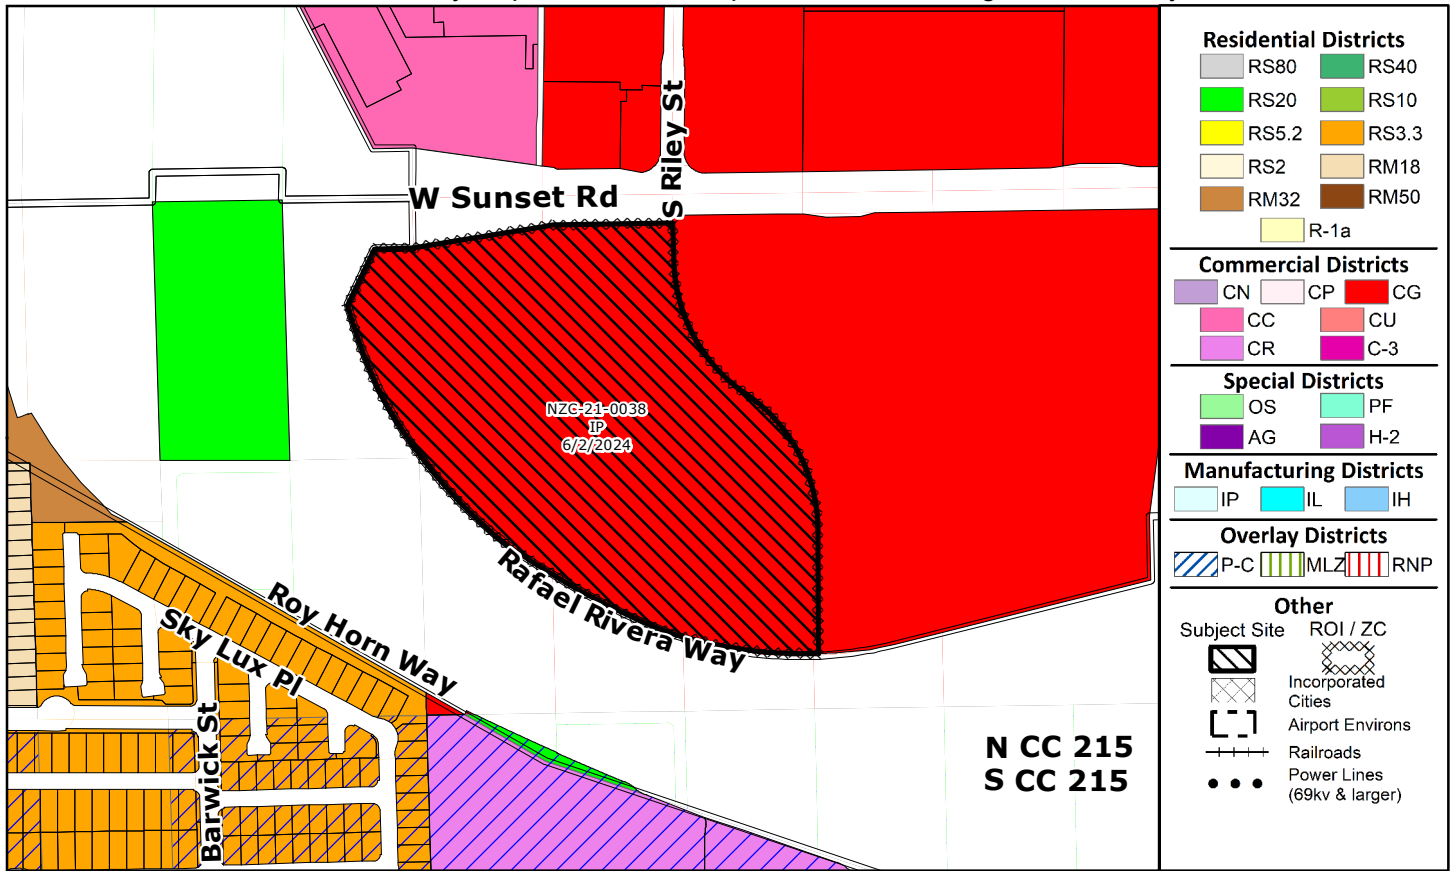 W Sunset Rd
S Riley St
NZC-21-0038
IP
6/2/2024
Rafael Rivera Way
Roy Horn Way
Sky Lux Pl
Barwick St
N CC 215
S CC 215
Residential Districts
RS80 RS40
RS20 RS10
RS5.2 RS3.3
RS2 RM18
RM32 RM50
R-1a
Commercial Districts
CN CP CG
CC CU
CR C-3
Special Districts
OS PF
AG H-2
Manufacturing Districts
IP IL IH
Overlay Districts
P-C MLZ RNP
Other
Subject Site ROI / ZC
Incorporated
Cities
Airport Environs
Railroads
Power Lines
(69kv & larger)